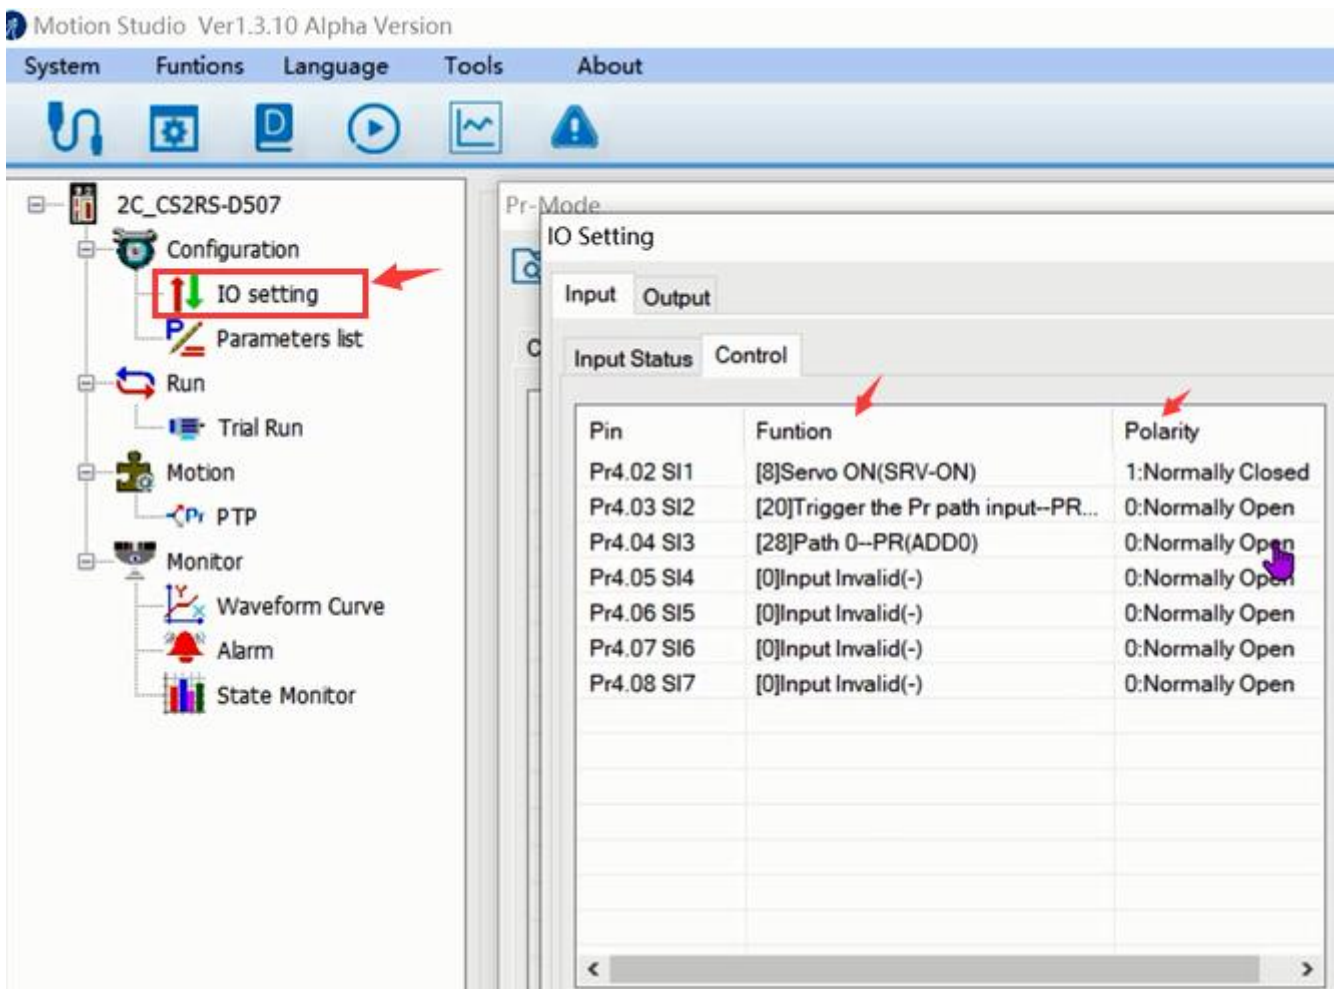 Motion Studio Ver1.3.10 Alpha Version
System Funtions Language Tools About
2C_CS2RS-D507
Configuration
IO setting
Parameters list
Run
Trial Run
Motion
PTP
Monitor
Waveform Curve
Alarm
State Monitor
Pr-Mode
IO Setting
Input Output
Input Status Control
Pin Funtion Polarity
Pr4.02 SI1 [8]Servo ON(SRV-ON) 1:Normally Closed
Pr4.03 SI2 [20]Trigger the Pr path input--PR... 0:Normally Open
Pr4.04 SI3 [28]Path 0--PR(ADD0) 0:Normally Open
Pr4.05 SI4 [0]Input Invalid(-) 0:Normally Open
Pr4.06 SI5 [0]Input Invalid(-) 0:Normally Open
Pr4.07 SI6 [0]Input Invalid(-) 0:Normally Open
Pr4.08 SI7 [0]Input Invalid(-) 0:Normally Open